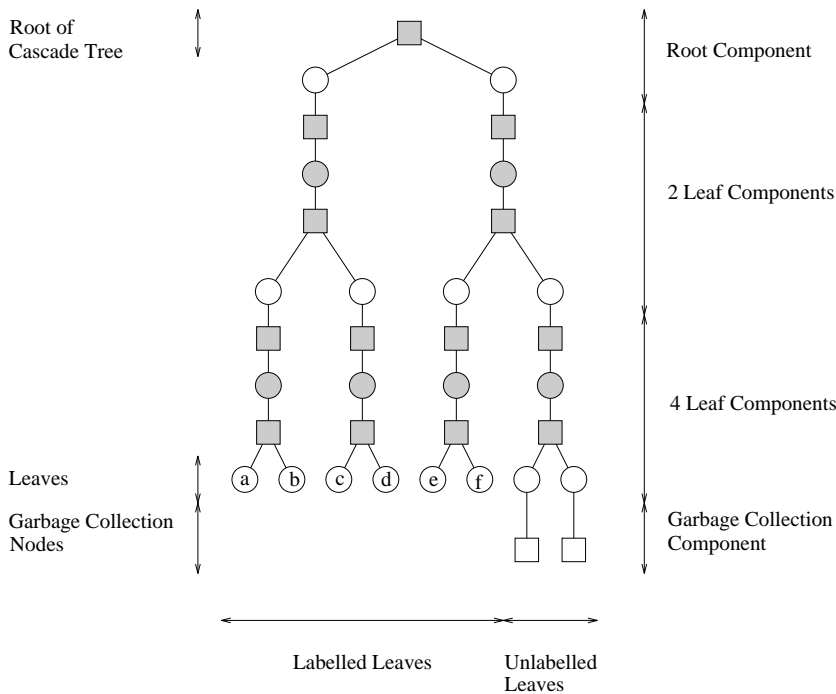 Root of
Cascade Tree
Root Component
2 Leaf Components
4 Leaf Components
Leaves
a b c d e f
Garbage Collection
Nodes
Garbage Collection
Component
Labelled Leaves
Unlabelled
Leaves